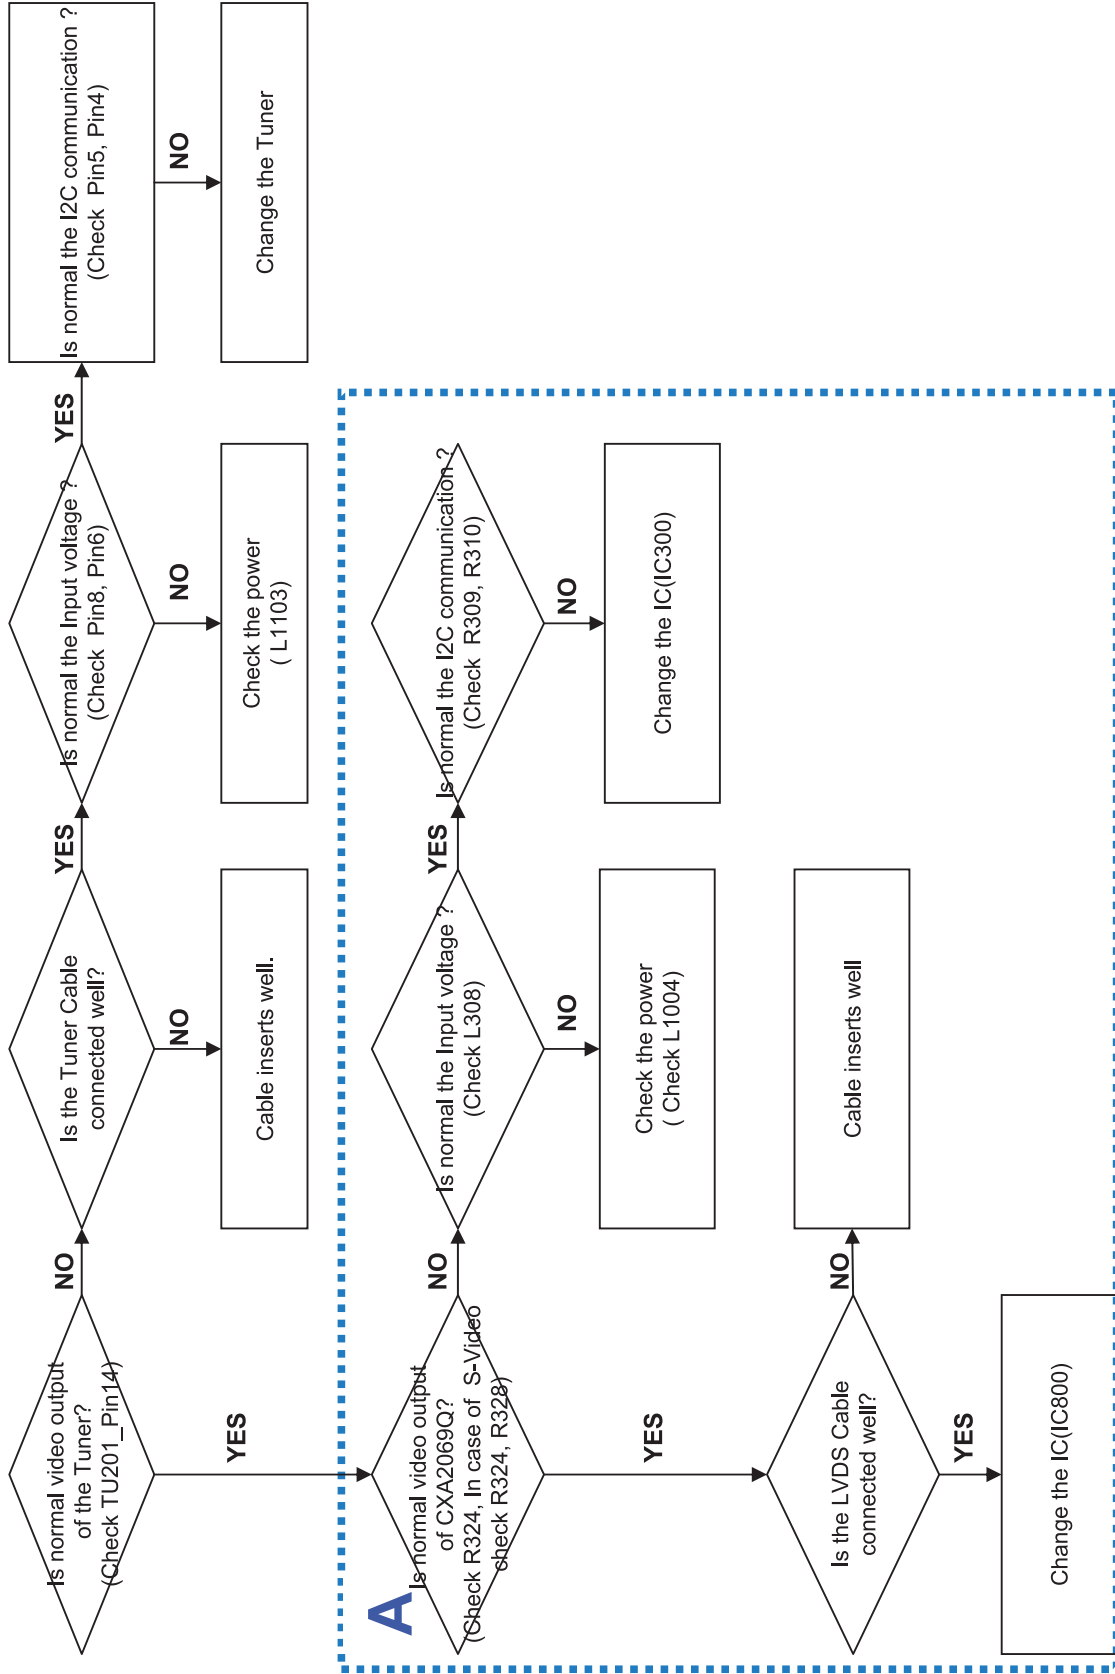 Is normal video output
of the Tuner?
(Check TU201_Pin14)
NO
Is the Tuner Cable
connected well?
YES
Is normal the Input voltage ?
(Check Pin8, Pin6)
YES
Is normal the I2C communication ?
(Check Pin5, Pin4)
YES
NO
Cable inserts well.
NO
Check the power
( L1103)
NO
Change the Tuner
A
Is normal video output
of CXA2069Q?
(Check R324, In case of S-Video
check R324, R328)
NO
Is normal the Input voltage ?
(Check L308)
YES
Is normal the I2C communication ?
(Check R309, R310)
YES
NO
Check the power
( Check L1004)
NO
Change the IC(IC300)
Is the LVDS Cable
connected well?
NO
Cable inserts well
YES
Change the IC(IC800)